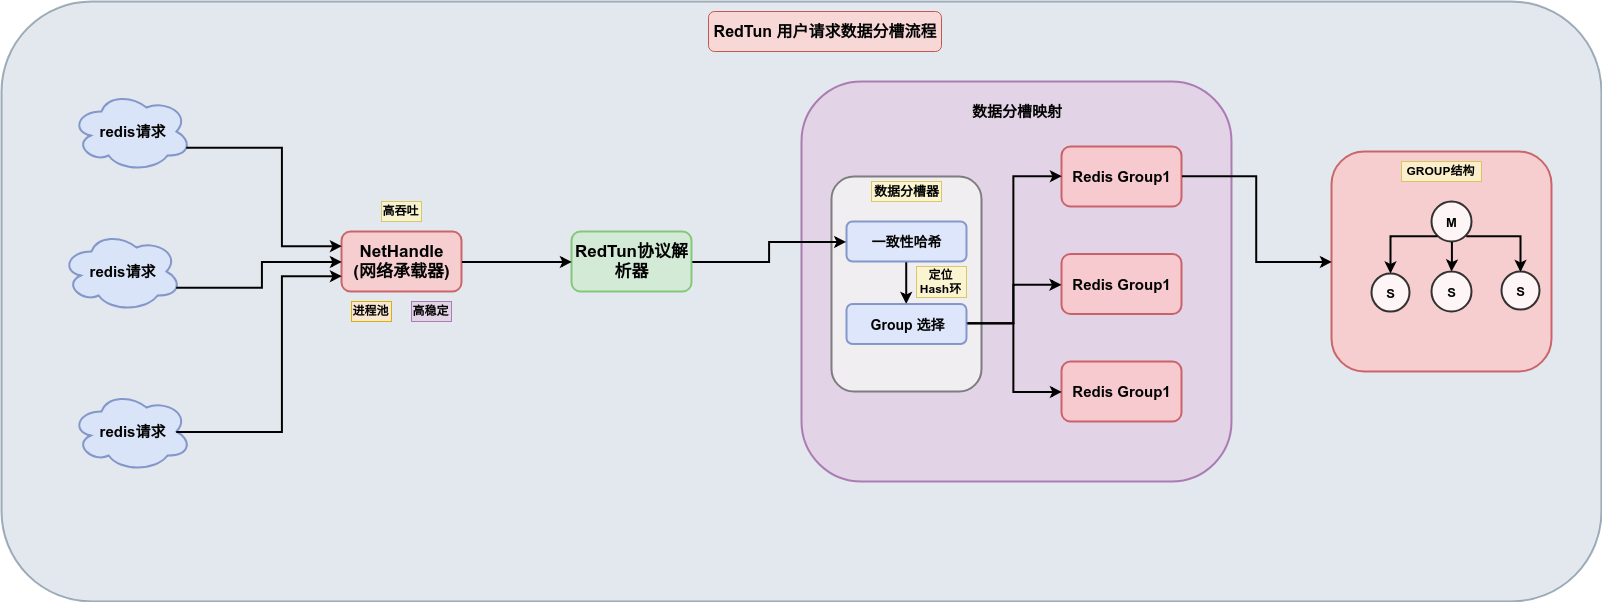 RedTun 用户请求数据分槽流程
redis请求
redis请求
redis请求
高吞吐
NetHandle
(网络承载器)
进程池
高稳定
RedTun协议解
析器
数据分槽映射
数据分槽器
一致性哈希
定位
Hash环
Group 选择
Redis Group1
Redis Group1
Redis Group1
GROUP结构
M
S
S
S